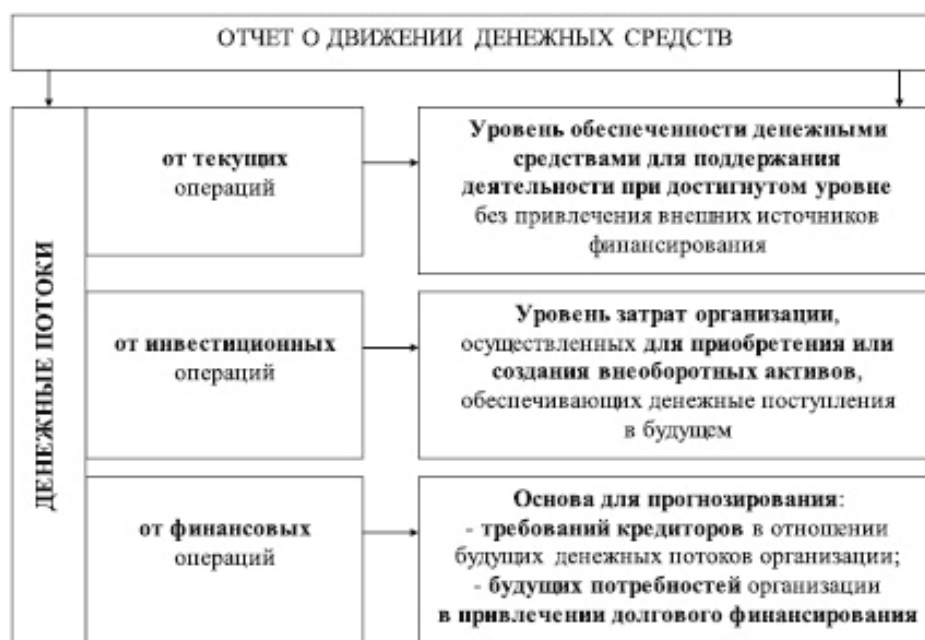 ОТЧЕТ О ДВИЖЕНИИ ДЕНЕЖНЫХ СРЕДСТВ
ДЕНЕЖНЫЕ ПОТОКИ
от текущих
операций
Уровень обеспеченности денежными
средствами для поддержания
деятельности при достигнутом уровне
без привлечения внешних источников
финансирования
от инвестиционных
операций
Уровень затрат организации,
осуществленных для приобретения или
создания внеоборотных активов,
обеспечивающих денежные поступления
в будущем
от финансовых
операций
Основа для прогнозирования:
- требований кредиторов в отношении
будущих денежных потоков организации;
- будущих потребностей организации
в привлечении долгового финансирования